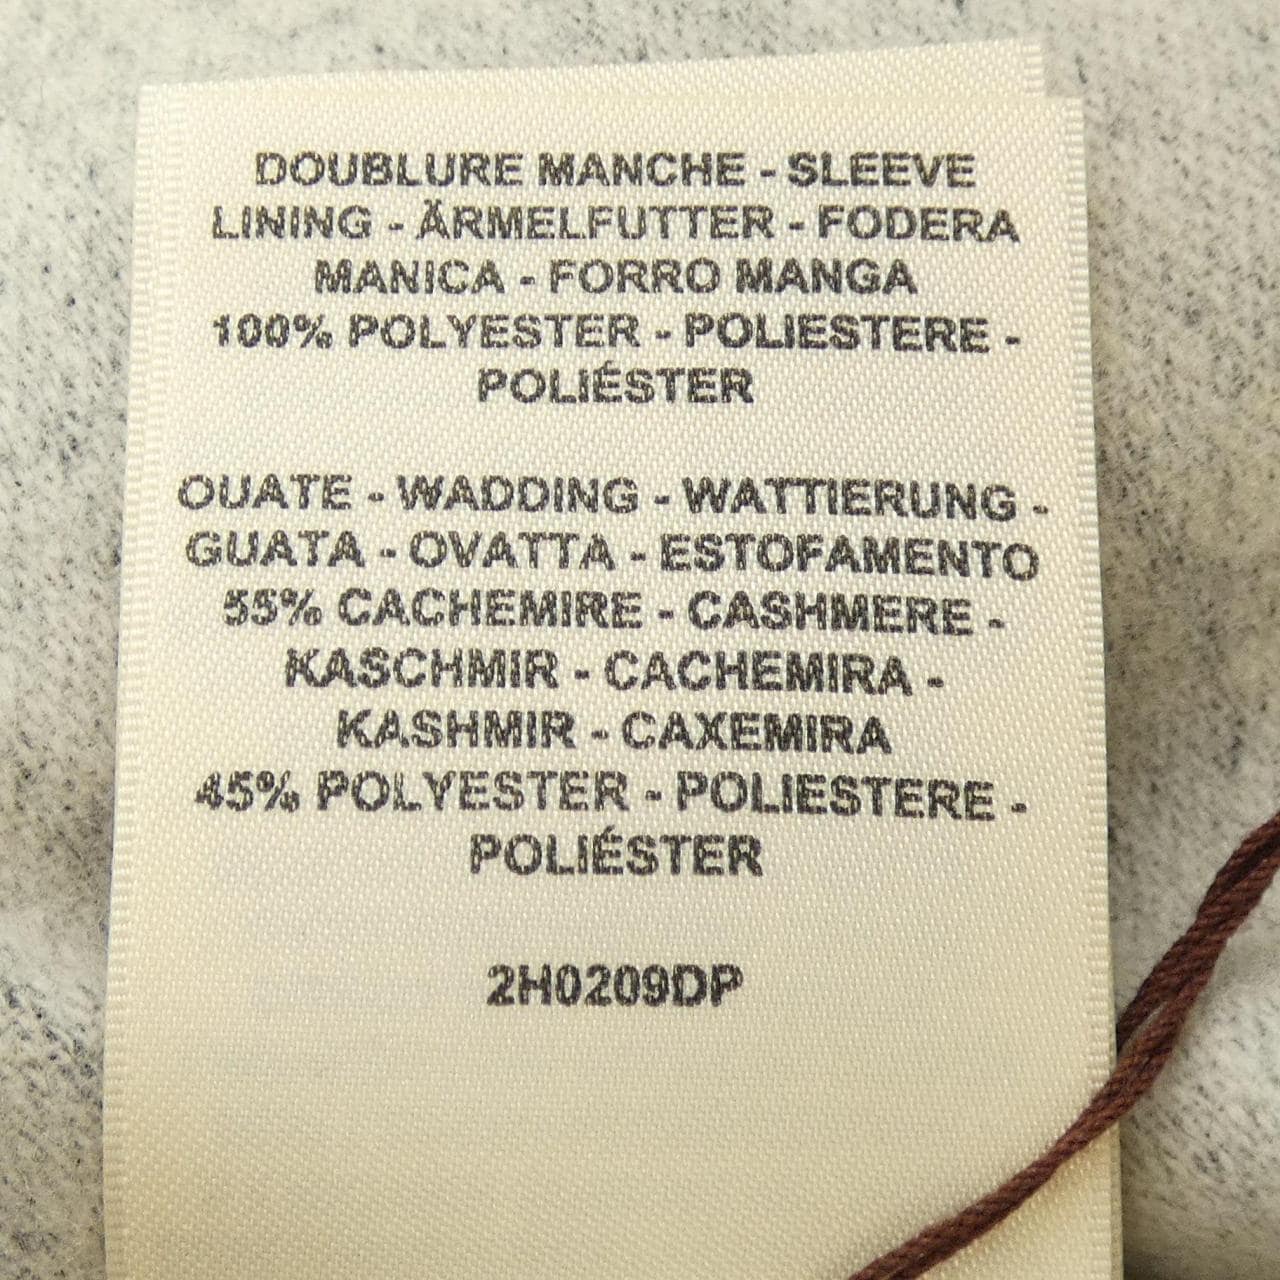 DOUBLURE MANCHE - SLEEVE
LINING - ÄRMELFUTTER - FODERA
MANICA - FORRO MANGA
100% POLYESTER - POLIESTERE -
POLIÉSTER
OUATE - WADDING - WATTIERUNG -
GUATA - OVATTA - ESTOFAMENTO
55% CACHEMIRE - CASHMERE -
KASCHMIR - CACHEMIRA -
KASHMIR - CAXEMIRA
45% POLYESTER - POLIESTERE -
POLIÉSTER
2H0209DP